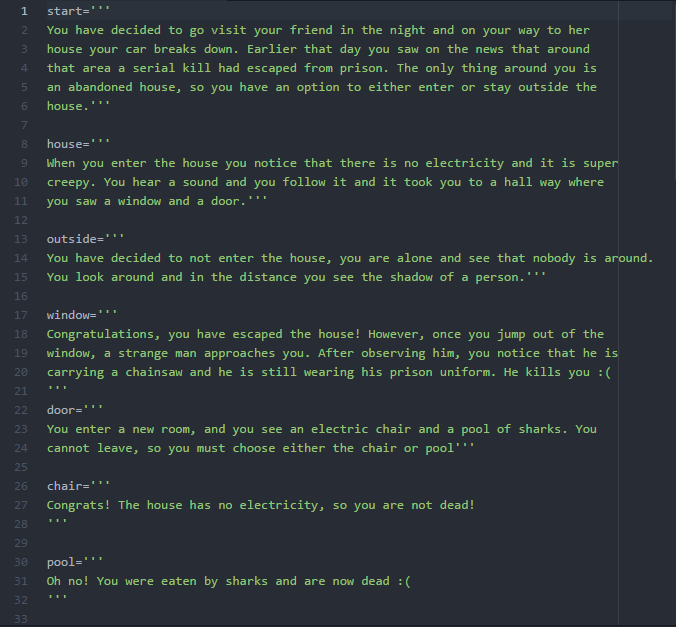 1 start='''
2 You have decided to go visit your friend in the night and on your way to her
3 house your car breaks down. Earlier that day you saw on the news that around
4 that area a serial kill had escaped from prison. The only thing around you is
5 an abandoned house, so you have an option to either enter or stay outside the
6 house.'''
7
8 house='''
9 When you enter the house you notice that there is no electricity and it is super
10 creepy. You hear a sound and you follow it and it took you to a hall way where
11 you saw a window and a door.'''
12
13 outside='''
14 You have decided to not enter the house, you are alone and see that nobody is around.
15 You look around and in the distance you see the shadow of a person.'''
16
17 window='''
18 Congratulations, you have escaped the house! However, once you jump out of the
19 window, a strange man approaches you. After observing him, you notice that he is
20 carrying a chainsaw and he is still wearing his prison uniform. He kills you :(
21 '''
22 door='''
23 You enter a new room, and you see an electric chair and a pool of sharks. You
24 cannot leave, so you must choose either the chair or pool'''
25
26 chair='''
27 Congrats! The house has no electricity, so you are not dead!
28 '''
29
30 pool='''
31 Oh no! You were eaten by sharks and are now dead :(
32 '''
33